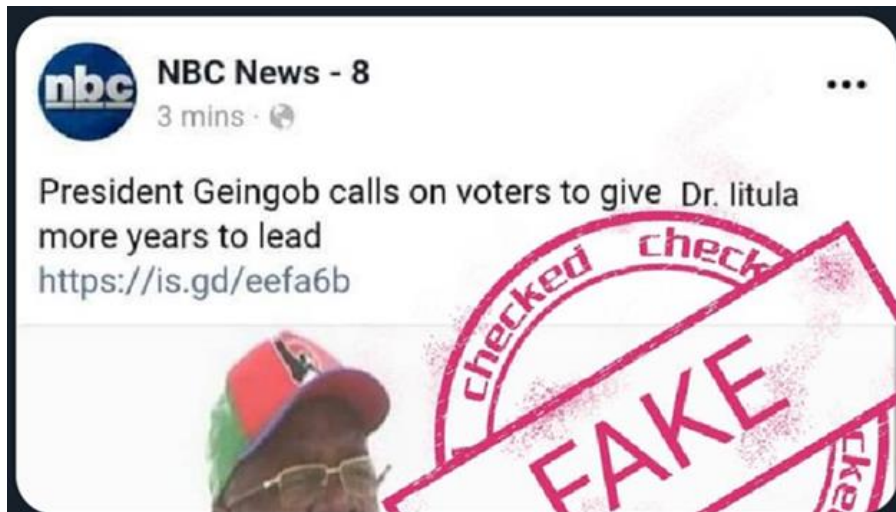 nbc
NBC News - 8
3 mins ·
President Geingob calls on voters to give Dr. Iitula
more years to lead
https://is.gd/eefa6b
checked check
FAKE
cke